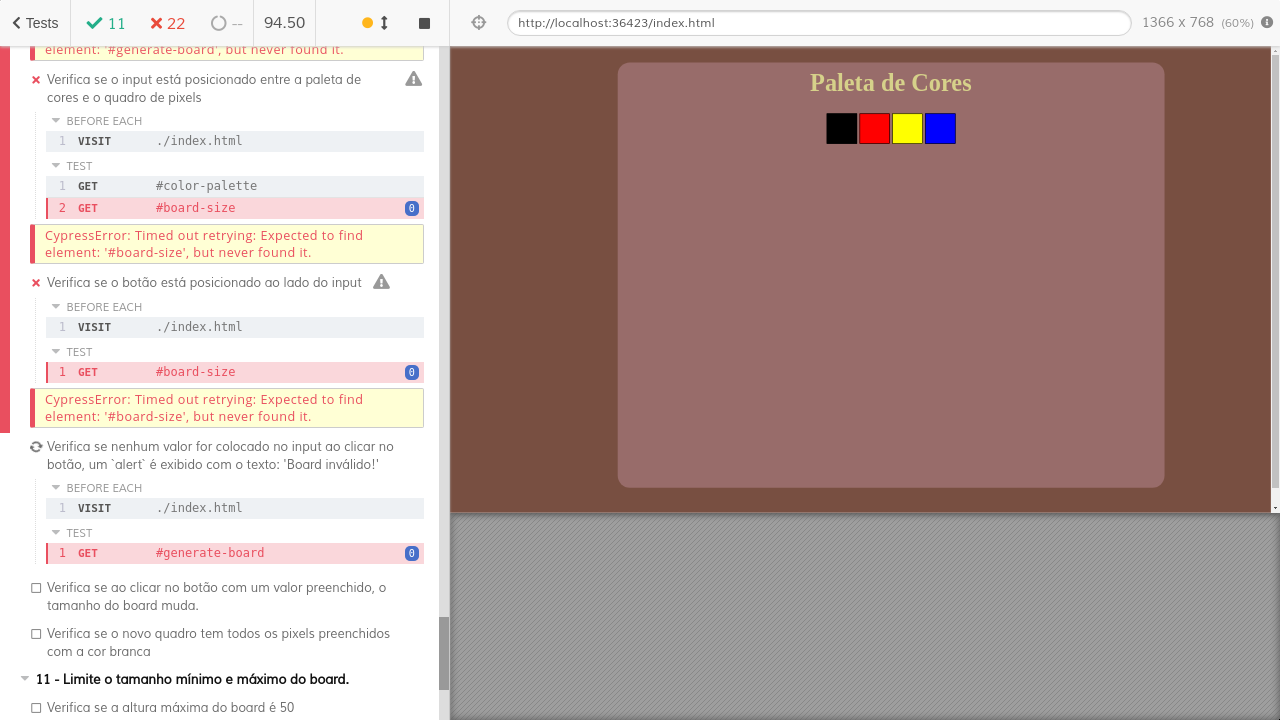 Tests
11
22
--
94.50
http://localhost:36423/index.html
1366 x 768 (60%)
element: '#generate-board', but never found it.
Verifica se o input está posicionado entre a paleta de
cores e o quadro de pixels
BEFORE EACH
1 VISIT ./index.html
TEST
1 GET #color-palette
2 GET #board-size 0
CypressError: Timed out retrying: Expected to find
element: '#board-size', but never found it.
Verifica se o botão está posicionado ao lado do input
BEFORE EACH
1 VISIT ./index.html
TEST
1 GET #board-size 0
CypressError: Timed out retrying: Expected to find
element: '#board-size', but never found it.
Verifica se nenhum valor for colocado no input ao clicar no
botão, um `alert` é exibido com o texto: 'Board inválido!'
BEFORE EACH
1 VISIT ./index.html
TEST
1 GET #generate-board 0
Verifica se ao clicar no botão com um valor preenchido, o
tamanho do board muda.
Verifica se o novo quadro tem todos os pixels preenchidos
com a cor branca
11 - Limite o tamanho mínimo e máximo do board.
Verifica se a altura máxima do board é 50
Paleta de Cores